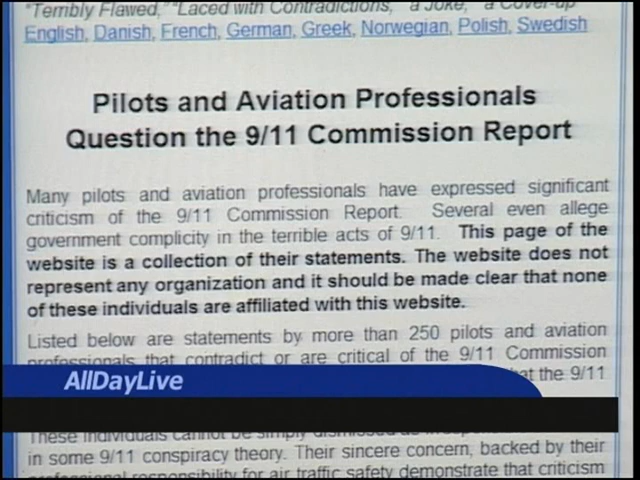 "Terribly Flawed," "Laced with Contradictions," "a Joke," "a Cover-up"
English, Danish, French, German, Greek, Norwegian, Polish, Swedish
Pilots and Aviation Professionals
Question the 9/11 Commission Report
Many pilots and aviation professionals have expressed significant
criticism of the 9/11 Commission Report. Several even allege
government complicity in the terrible acts of 9/11. This page of the
website is a collection of their statements. The website does not
represent any organization and it should be made clear that none
of these individuals are affiliated with this website.
Listed below are statements by more than 250 pilots and aviation
professionals that contradict or are critical of the 9/11 Commission
AllDayLive
the 9/11
These individuals cannot be simply dismissed as
in some 9/11 conspiracy theory. Their sincere concern, backed by their
professional responsibility for air traffic safety demonstrate that criticism